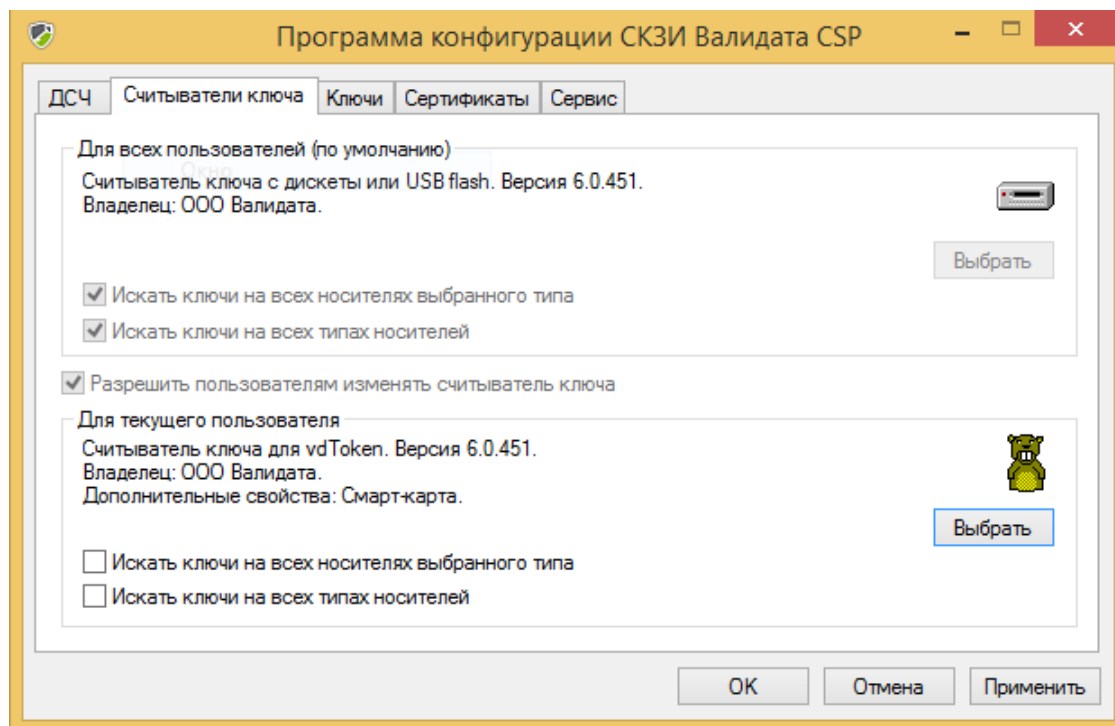 Программа конфигурации СКЗИ Валидата CSP
ДСЧ Считыватели ключа Ключи Сертификаты Сервис
Для всех пользователей (по умолчанию)
Окно
Считыватель ключа с дискеты или USB flash. Версия 6.0.451.
Владелец: ООО Валидата.
Выбрать
Искать ключи на всех носителях выбранного типа
Искать ключи на всех типах носителей
Разрешить пользователям изменять считыватель ключа
Для текущего пользователя
Считыватель ключа для vdToken. Версия 6.0.451.
Владелец: ООО Валидата.
Дополнительные свойства: Смарт-карта.
Выбрать
Искать ключи на всех носителях выбранного типа
Искать ключи на всех типах носителей
OK Отмена Применить